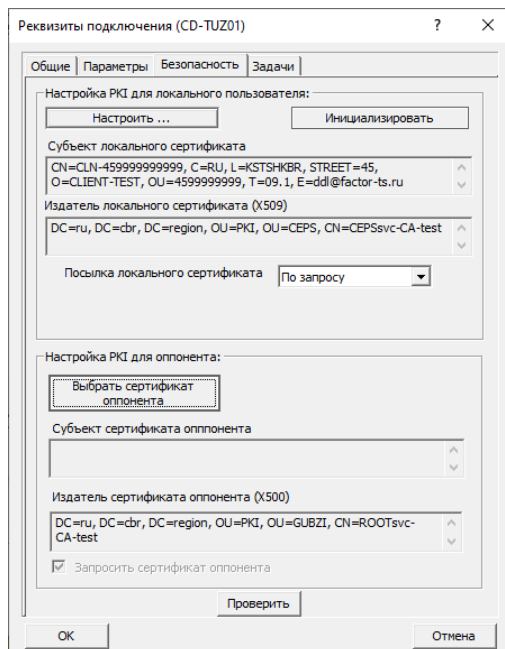 Реквизиты подключения (CD-TUZ01)
Общие Параметры Безопасность Задачи
Настройка PKI для локального пользователя:
Настроить ... Инициализировать
Субъект локального сертификата
CN=CLN-459999999999, C=RU, L=KSTSHKBR, STREET=45,
O=CLIENT-TEST, OU=4599999999, T=09.1, E=ddl@factor-ts.ru
Издатель локального сертификата (X509)
DC=ru, DC=cbr, DC=region, OU=PKI, OU=CEPS, CN=CEPSsvc-CA-test
Посылка локального сертификата По запросу
Настройка PKI для оппонента:
Выбрать сертификат
оппонента
Субъект сертификата опппонента
Издатель сертификата оппонента (X500)
DC=ru, DC=cbr, DC=region, OU=PKI, OU=GUBZI, CN=ROOTsvc-
CA-test
Запросить сертификат оппонента
Проверить
OK Отмена